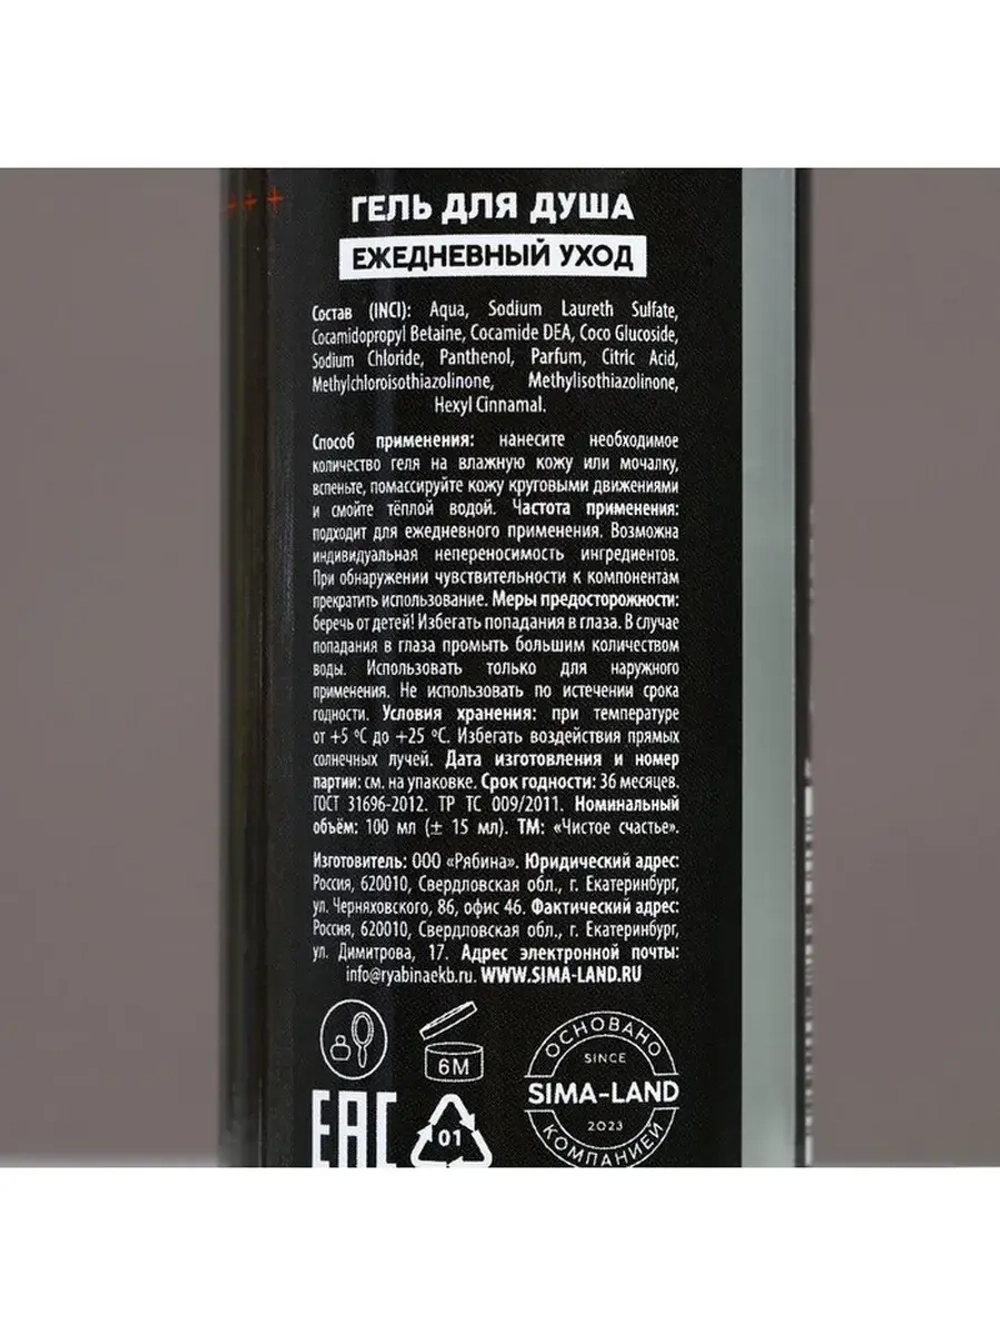 ГЕЛЬ ДЛЯ ДУША
ЕЖЕДНЕВНЫЙ УХОД
Состав (INCI): Aqua, Sodium Laureth Sulfate,
Cocamidopropyl Betaine, Cocamide DEA, Coco Glucoside,
Sodium Chloride, Panthenol, Parfum, Citric Acid,
Methylchloroisothiazolinone, Methylisothiazolinone,
Hexyl Cinnamal.
Способ применения: нанесите необходимое
количество геля на влажную кожу или мочалку,
вспеньте, помассируйте кожу круговыми движениями
и смойте тёплой водой. Частота применения:
подходит для ежедневного применения. Возможна
индивидуальная непереносимость ингредиентов.
При обнаружении чувствительности к компонентам
прекратить использование. Меры предосторожности:
беречь от детей! Избегать попадания в глаза. В случае
попадания в глаза промыть большим количеством
воды. Использовать только для наружного
применения. Не использовать по истечении срока
годности. Условия хранения: при температуре
от +5 ºС до +25 ºС. Избегать воздействия прямых
солнечных лучей. Дата изготовления и номер
партии: см. на упаковке. Срок годности: 36 месяцев.
ГОСТ 31696-2012. ТР ТС 009/2011. Номинальный
объём: 100 мл (± 15 мл). ТМ: «Чистое счастье».
Изготовитель: ООО «Рябина». Юридический адрес:
Россия, 620010, Свердловская обл., г. Екатеринбург,
ул. Черняховского, 86, офис 46. Фактический адрес:
Россия, 620010, Свердловская обл., г. Екатеринбург,
ул. Димитрова, 17. Адрес электронной почты:
info@ryabinaekb.ru. WWW.SIMA-LAND.RU
6M
ОСНОВАНО
SINCE
SIMA-LAND
2023
КОМПАНИЕЙ
EAC
01